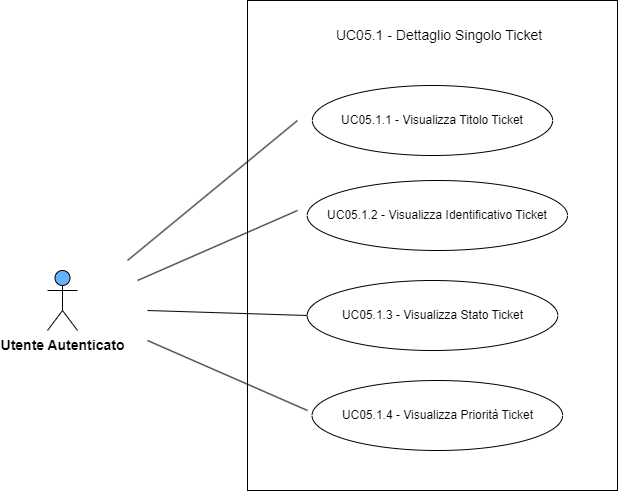 UC05.1 - Dettaglio Singolo Ticket
UC05.1.1 - Visualizza Titolo Ticket
UC05.1.2 - Visualizza Identificativo Ticket
UC05.1.3 - Visualizza Stato Ticket
Utente Autenticato
UC05.1.4 - Visualizza Priorità Ticket